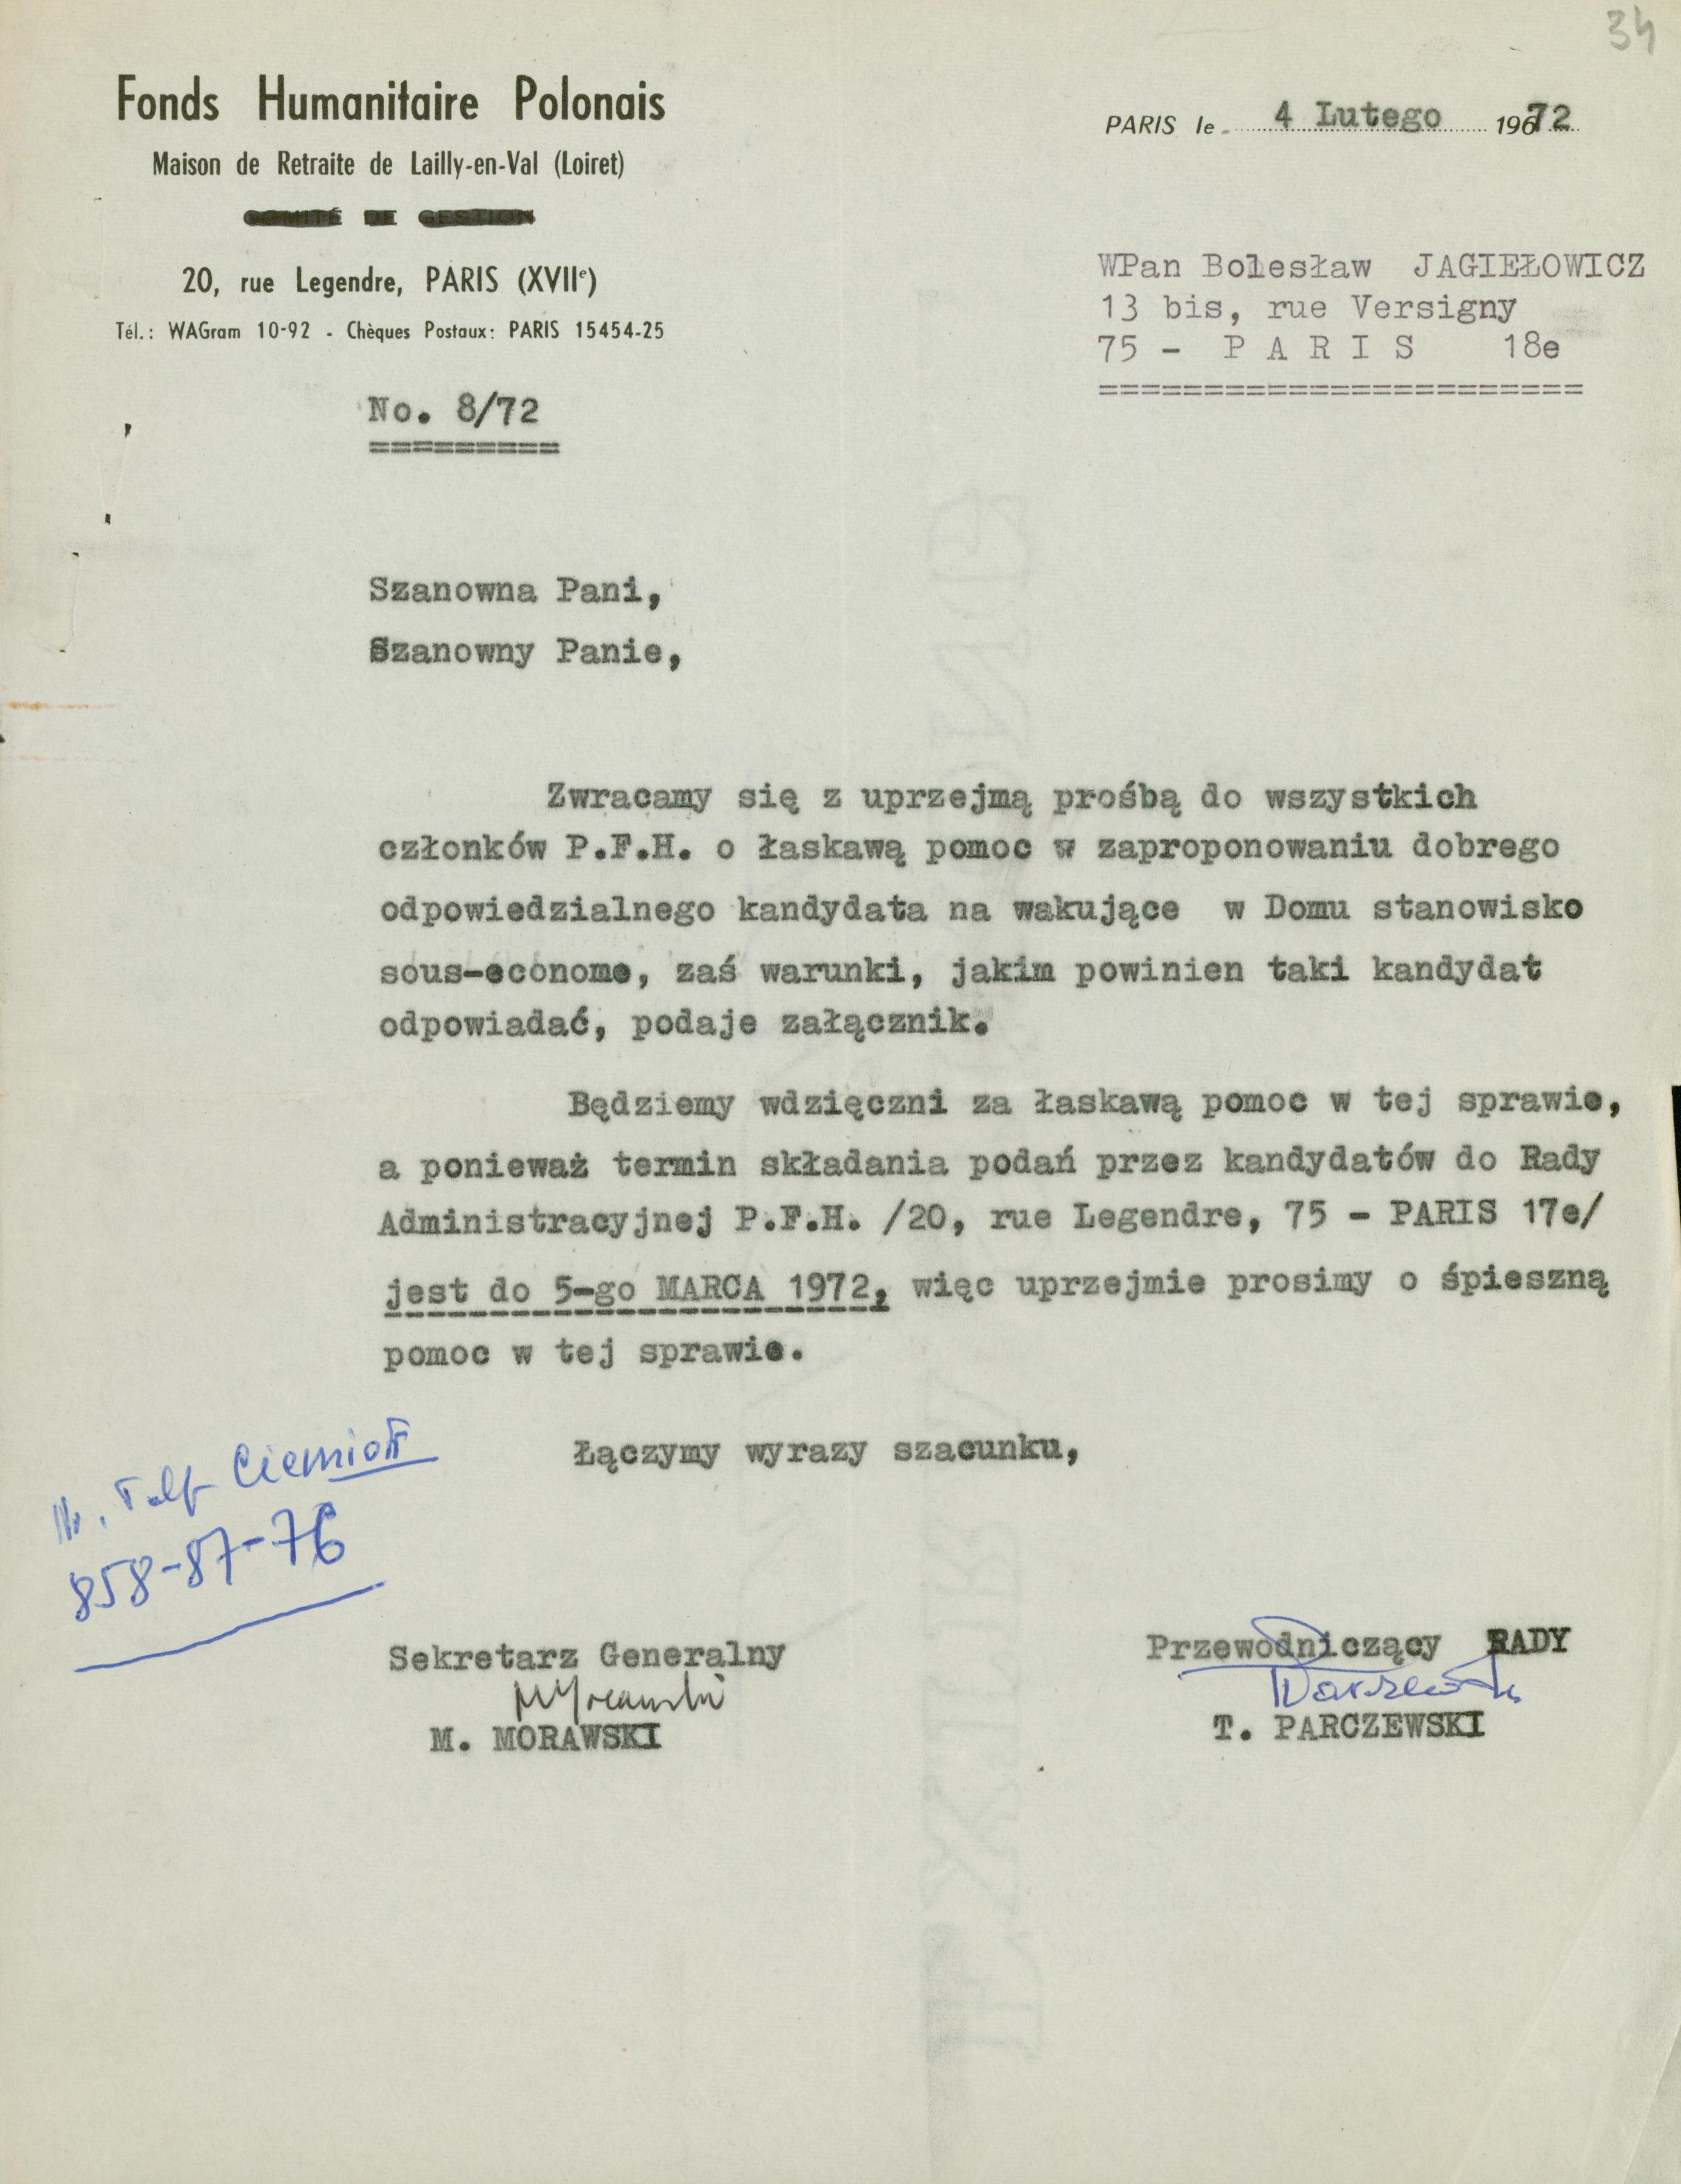 34
Fonds Humanitaire Polonais
Maison de Retraite de Lailly-en-Val (Loiret)
COMITÉ DE GESTION
20, rue Legendre, PARIS (XVIIe)
Tél.: WAGram 10-92 - Chèques Postaux: PARIS 15454-25
PARIS le 4 Lutego 1972
WPan Bolesław JAGIEŁOWICZ
13 bis, rue Versigny
75 - P A R I S 18e
=======================
No. 8/72
=========
Szanowna Pani,
Szanowny Panie,
Zwracamy się z uprzejmą prośbą do wszystkich
członków P.F.H. o łaskawą pomoc w zaproponowaniu dobrego
odpowiedzialnego kandydata na wakujące w Domu stanowisko
sous-économe, zaś warunki, jakim powinien taki kandydat
odpowiadać, podaje załącznik.
Będziemy wdzięczni za łaskawą pomoc w tej sprawie,
a ponieważ termin składania podań przez kandydatów do Rady
Administracyjnej P.F.H. /20, rue Legendre, 75 - PARIS 17e/
jest do 5-go MARCA 1972, więc uprzejmie prosimy o śpieszną
pomoc w tej sprawie.
Łączymy wyrazy szacunku,
Nr. Telf Ciemioł
858-87-76
Sekretarz Generalny
M. MORAWSKI
Przewodniczący RADY
T. PARCZEWSKI